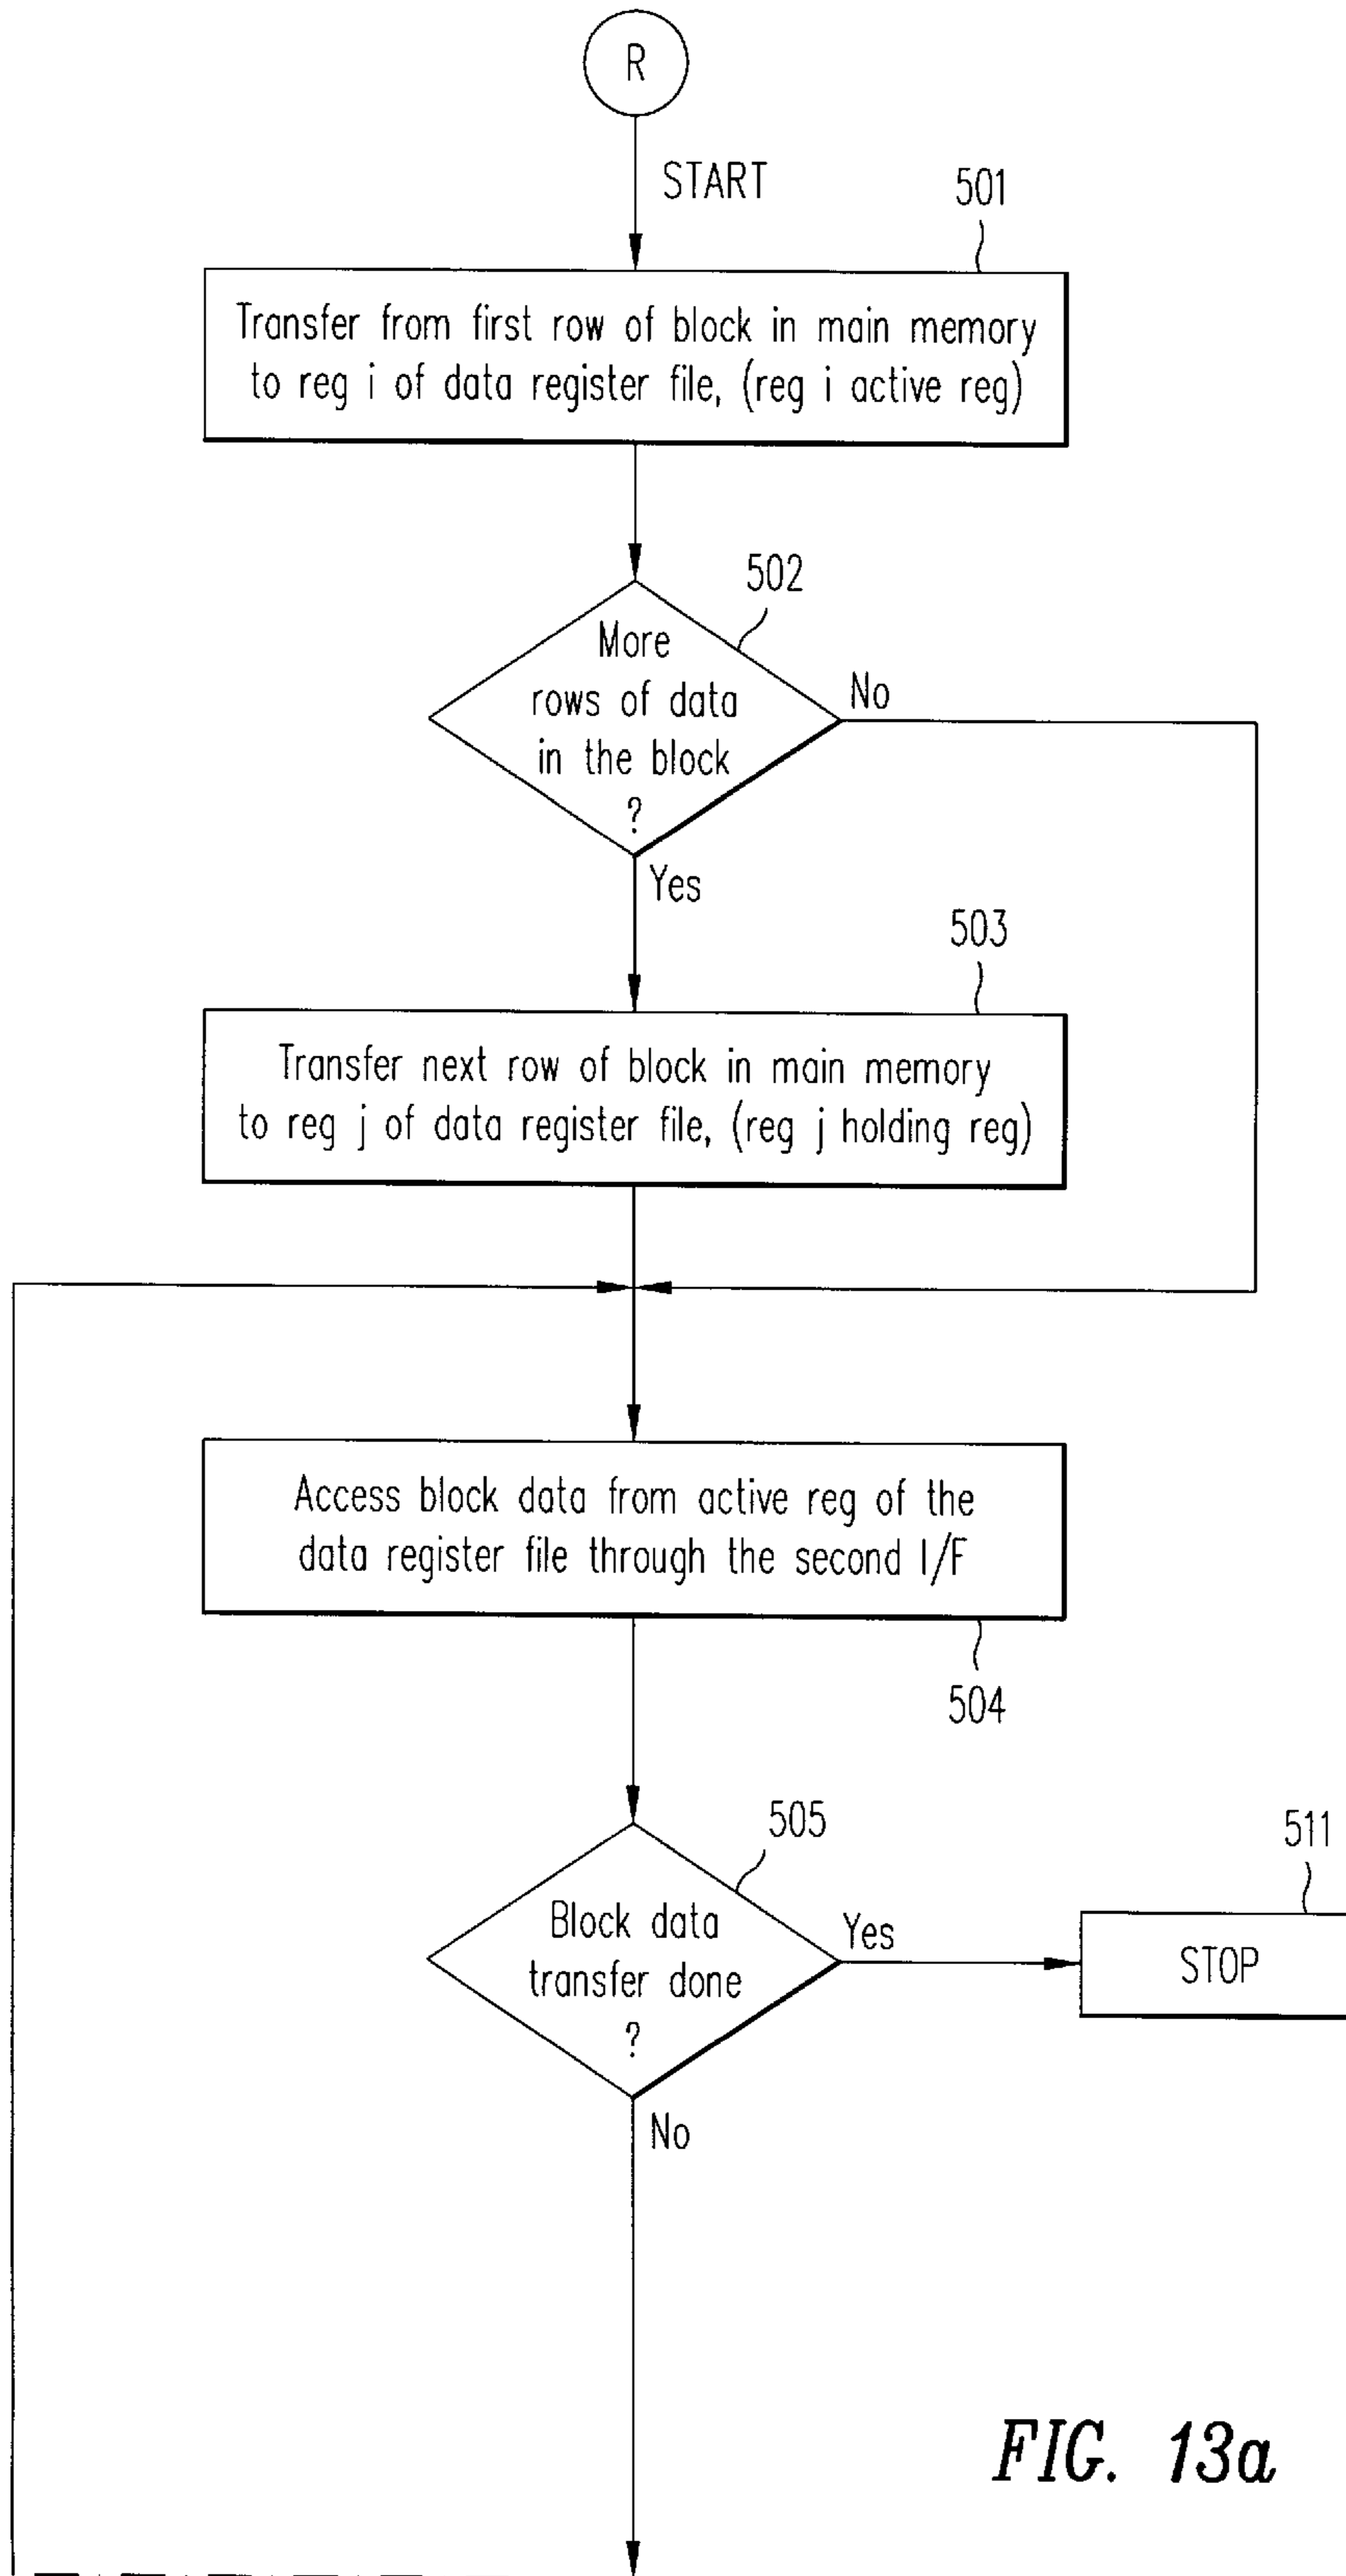 R
START
501
Transfer from first row of block in main memory
to reg i of data register file, (reg i active reg)
502
More
rows of data
in the block
?
No
Yes
503
Transfer next row of block in main memory
to reg j of data register file, (reg j holding reg)
Access block data from active reg of the
data register file through the second I/F
504
505
Block data
transfer done
?
Yes
511
STOP
No
FIG. 13a